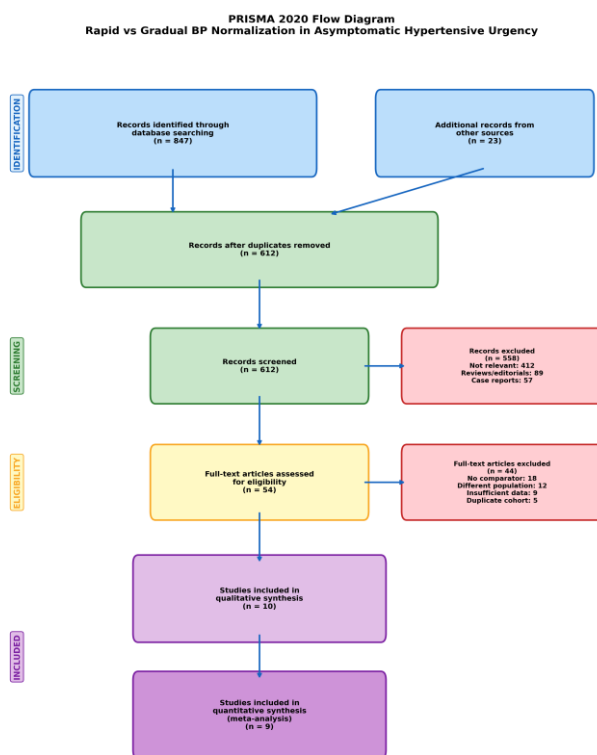 PRISMA 2020 Flow Diagram
Rapid vs Gradual BP Normalization in Asymptomatic Hypertensive Urgency
IDENTIFICATION
Records identified through
database searching
(n = 847)
Additional records from
other sources
(n = 23)
Records after duplicates removed
(n = 612)
SCREENING
Records screened
(n = 612)
Records excluded
(n = 558)
Not relevant: 412
Reviews/editorials: 89
Case reports: 57
ELIGIBILITY
Full-text articles assessed
for eligibility
(n = 54)
Full-text articles excluded
(n = 44)
No comparator: 18
Different population: 12
Insufficient data: 9
Duplicate cohort: 5
INCLUDED
Studies included in
qualitative synthesis
(n = 10)
Studies included in
quantitative synthesis
(meta-analysis)
(n = 9)